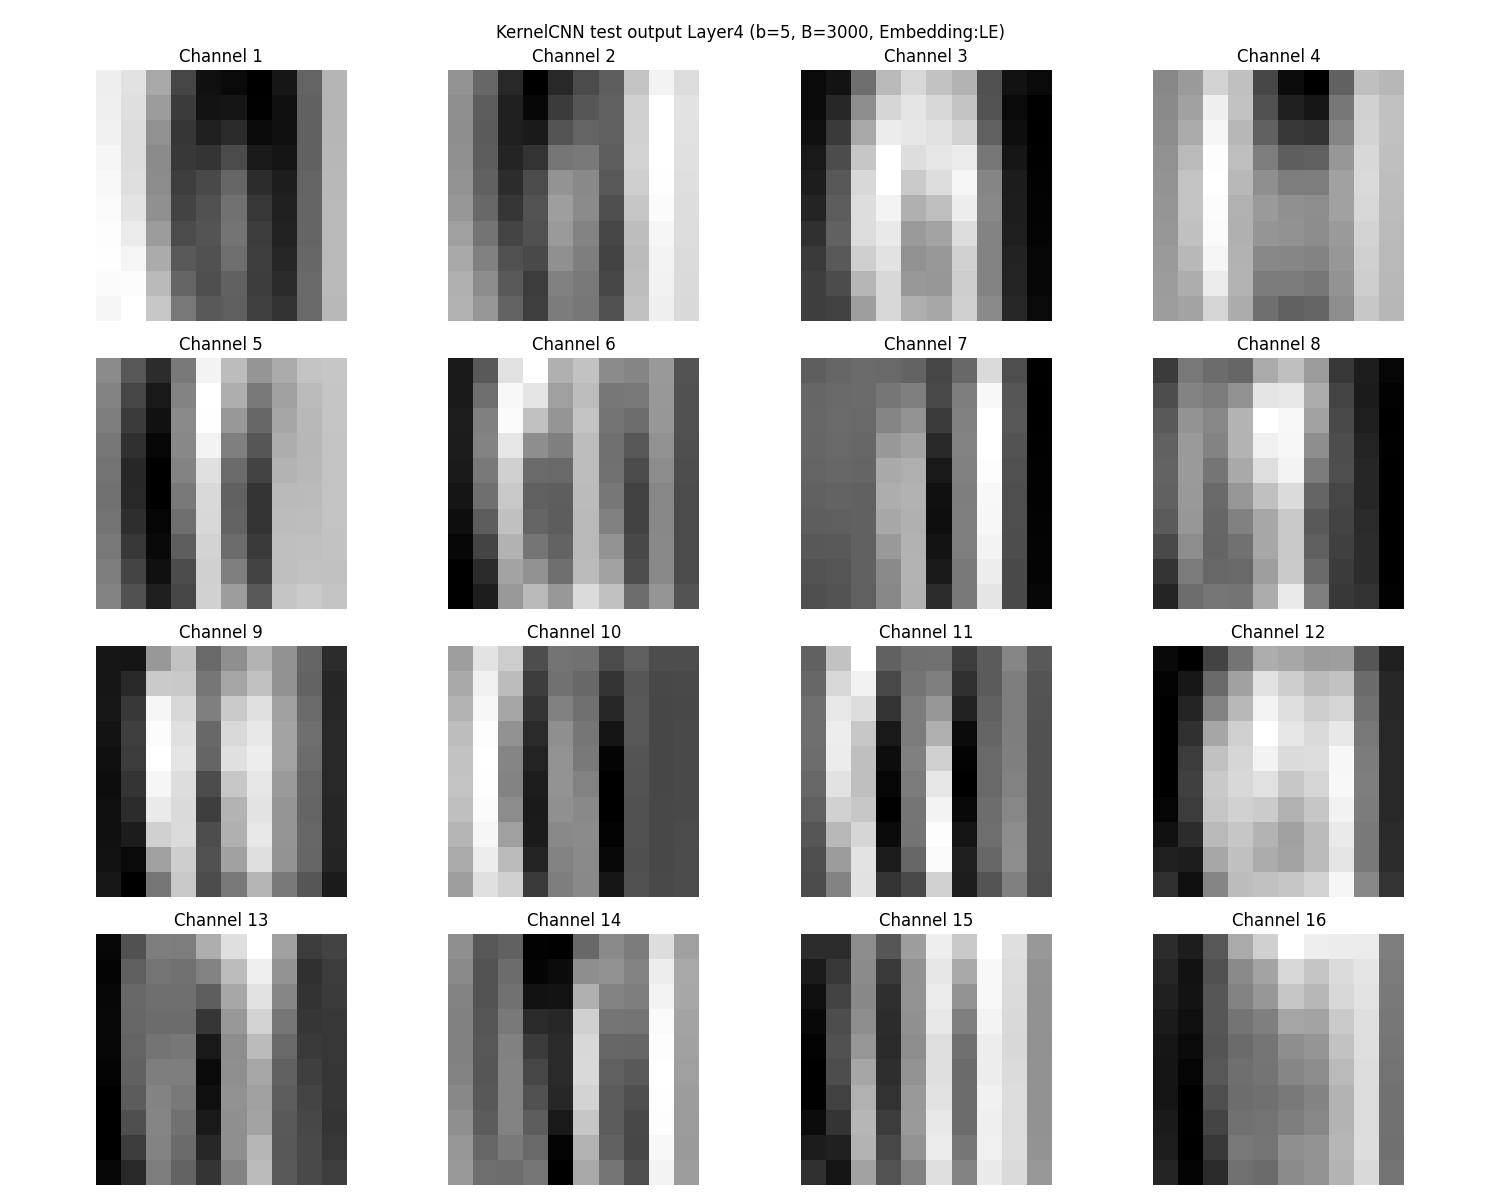 KernelCNN test output Layer4 (b=5, B=3000, Embedding:LE)
Channel 1
Channel 2
Channel 3
Channel 4
Channel 5
Channel 6
Channel 7
Channel 8
Channel 9
Channel 10
Channel 11
Channel 12
Channel 13
Channel 14
Channel 15
Channel 16